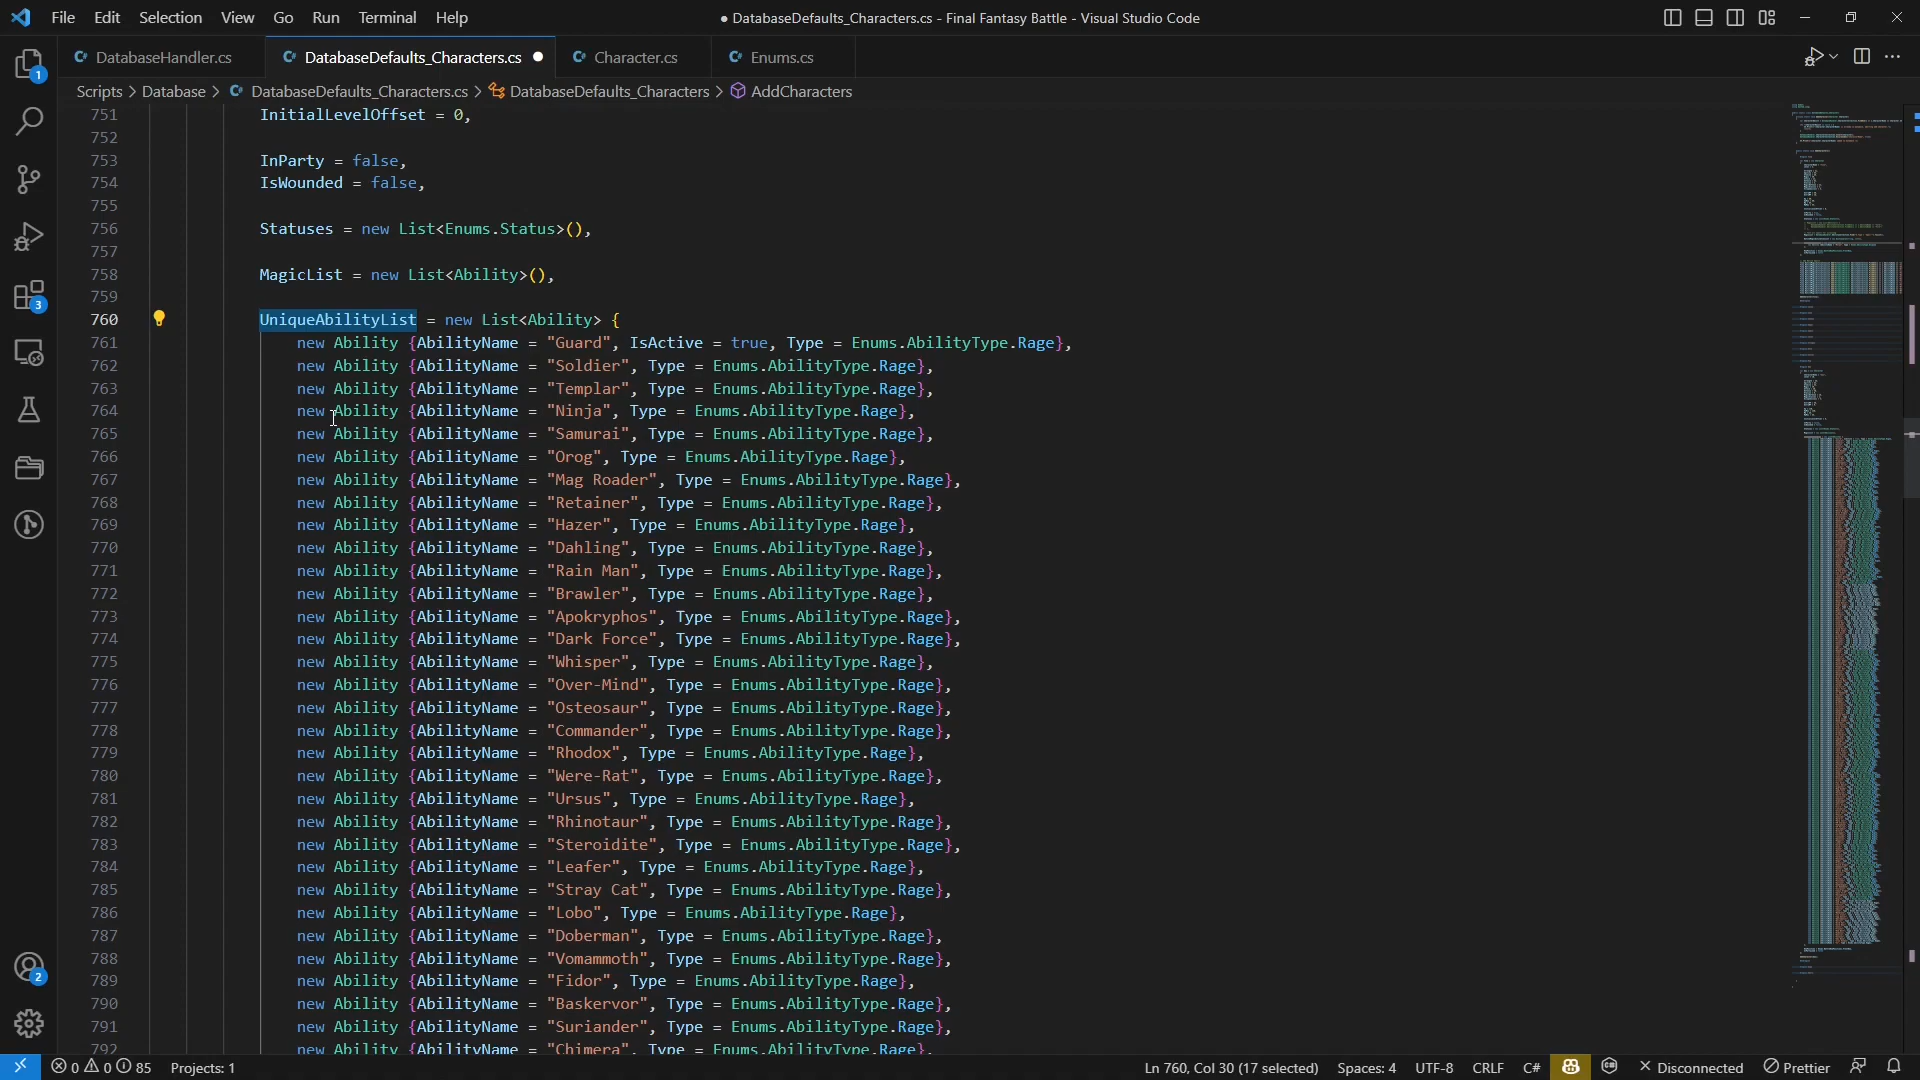 File Edit Selection View Go Run Terminal Help
● DatabaseDefaults_Characters.cs - Final Fantasy Battle - Visual Studio Code
DatabaseHandler.cs DatabaseDefaults_Characters.cs ● Character.cs Enums.cs
Scripts > Database > DatabaseDefaults_Characters.cs > DatabaseDefaults_Characters > AddCharacters
751 InitialLevelOffset = 0,
752
753 InParty = false,
754 IsWounded = false,
755
756 Statuses = new List<Enums.Status>(),
757
758 MagicList = new List<Ability>(),
759
760 UniqueAbilityList = new List<Ability> {
761 new Ability {AbilityName = "Guard", IsActive = true, Type = Enums.AbilityType.Rage},
762 new Ability {AbilityName = "Soldier", Type = Enums.AbilityType.Rage},
763 new Ability {AbilityName = "Templar", Type = Enums.AbilityType.Rage},
764 new Ability {AbilityName = "Ninja", Type = Enums.AbilityType.Rage},
765 new Ability {AbilityName = "Samurai", Type = Enums.AbilityType.Rage},
766 new Ability {AbilityName = "Orog", Type = Enums.AbilityType.Rage},
767 new Ability {AbilityName = "Mag Roader", Type = Enums.AbilityType.Rage},
768 new Ability {AbilityName = "Retainer", Type = Enums.AbilityType.Rage},
769 new Ability {AbilityName = "Hazer", Type = Enums.AbilityType.Rage},
770 new Ability {AbilityName = "Dahling", Type = Enums.AbilityType.Rage},
771 new Ability {AbilityName = "Rain Man", Type = Enums.AbilityType.Rage},
772 new Ability {AbilityName = "Brawler", Type = Enums.AbilityType.Rage},
773 new Ability {AbilityName = "Apokryphos", Type = Enums.AbilityType.Rage},
774 new Ability {AbilityName = "Dark Force", Type = Enums.AbilityType.Rage},
775 new Ability {AbilityName = "Whisper", Type = Enums.AbilityType.Rage},
776 new Ability {AbilityName = "Over-Mind", Type = Enums.AbilityType.Rage},
777 new Ability {AbilityName = "Osteosaur", Type = Enums.AbilityType.Rage},
778 new Ability {AbilityName = "Commander", Type = Enums.AbilityType.Rage},
779 new Ability {AbilityName = "Rhodox", Type = Enums.AbilityType.Rage},
780 new Ability {AbilityName = "Were-Rat", Type = Enums.AbilityType.Rage},
781 new Ability {AbilityName = "Ursus", Type = Enums.AbilityType.Rage},
782 new Ability {AbilityName = "Rhinotaur", Type = Enums.AbilityType.Rage},
783 new Ability {AbilityName = "Steroidite", Type = Enums.AbilityType.Rage},
784 new Ability {AbilityName = "Leafer", Type = Enums.AbilityType.Rage},
785 new Ability {AbilityName = "Stray Cat", Type = Enums.AbilityType.Rage},
786 new Ability {AbilityName = "Lobo", Type = Enums.AbilityType.Rage},
787 new Ability {AbilityName = "Doberman", Type = Enums.AbilityType.Rage},
788 new Ability {AbilityName = "Vomammoth", Type = Enums.AbilityType.Rage},
789 new Ability {AbilityName = "Fidor", Type = Enums.AbilityType.Rage},
790 new Ability {AbilityName = "Baskervor", Type = Enums.AbilityType.Rage},
791 new Ability {AbilityName = "Suriander", Type = Enums.AbilityType.Rage},
792 new Ability {AbilityName = "Chimera", Type = Enums.AbilityType.Rage},
1
3
2
0 0 85 Projects: 1 Ln 760, Col 30 (17 selected) Spaces: 4 UTF-8 CRLF C# Disconnected Prettier